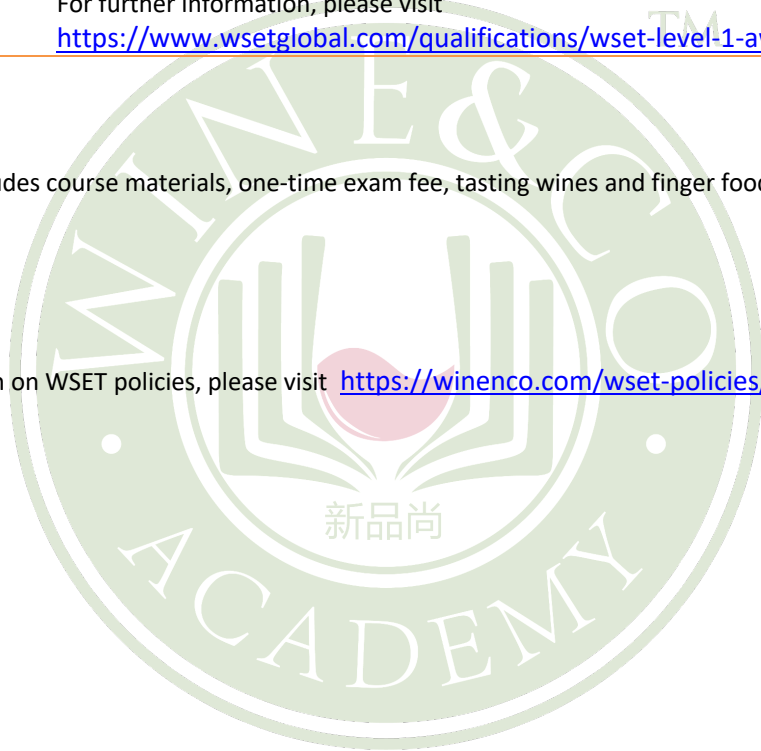 For further information, please visit
TM
https://www.wsetglobal.com/qualifications/wset-level-1-a
WINE&CO
des course materials, one-time exam fee, tasting wines and finger foo
n on WSET policies, please visit https://winenco.com/wset-policies/
新品尚
ACADEMY